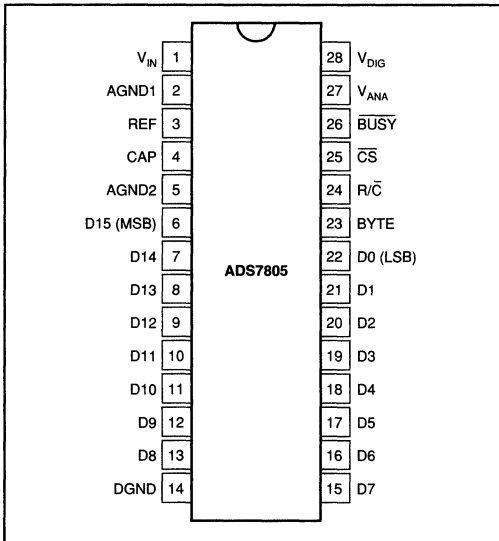 V_IN 1 28 V_DIG
AGND1 2 27 V_ANA
REF 3 26 B̅U̅S̅Y̅
CAP 4 25 C̅S̅
AGND2 5 24 R/C̅
D15 (MSB) 6 23 BYTE
D14 7 22 D0 (LSB)
ADS7805
D13 8 21 D1
D12 9 20 D2
D11 10 19 D3
D10 11 18 D4
D9 12 17 D5
D8 13 16 D6
DGND 14 15 D7